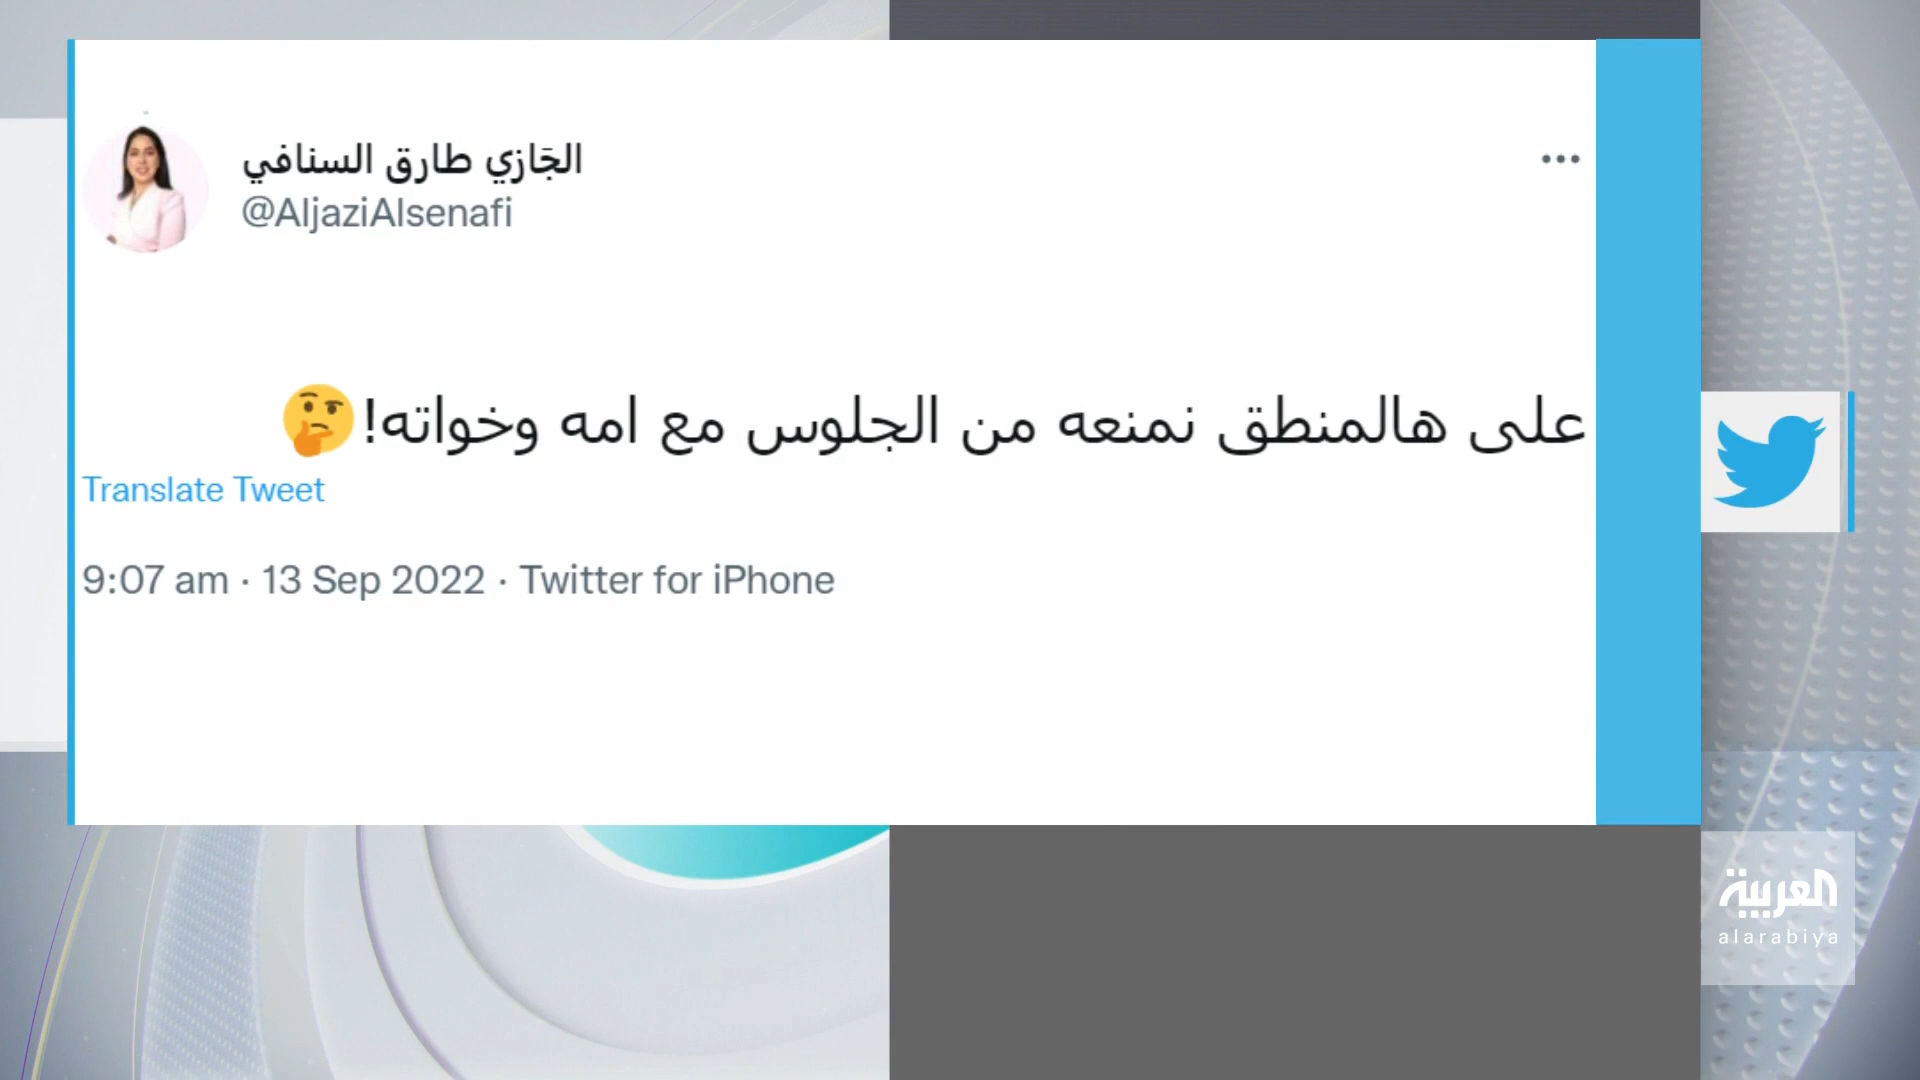 الجَازي طارق السنافي
@AljaziAlsenafi
على هالمنطق نمنعه من الجلوس مع امه وخواته!🤔
Translate Tweet
9:07 am · 13 Sep 2022 · Twitter for iPhone
العربية
alarabiya